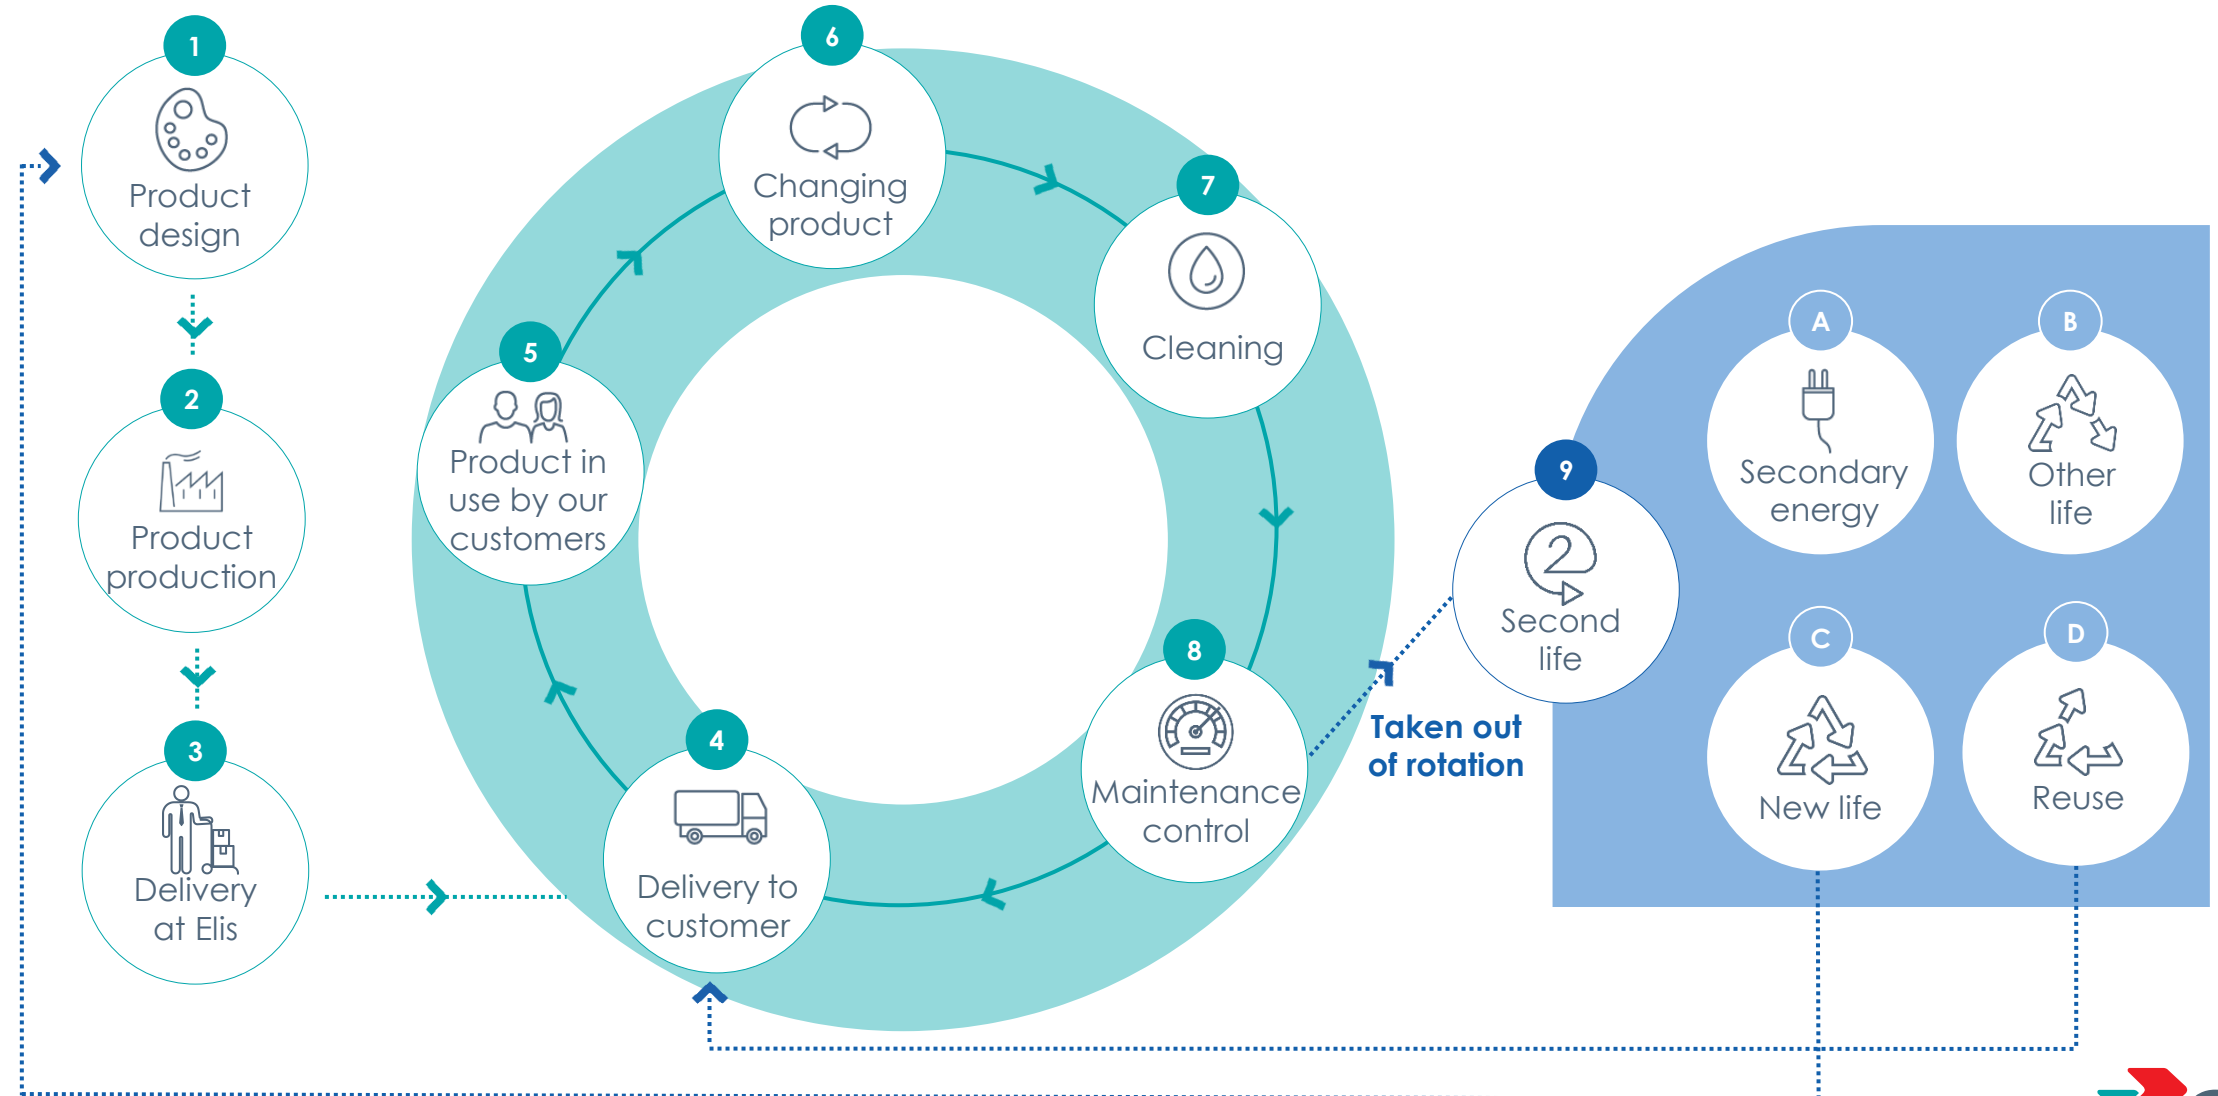 1
Product
design
2
Product
production
3
Delivery
at Elis
4
Delivery to
customer
5
Product in
use by our
customers
6
Changing
product
7
Cleaning
8
Maintenance
control
Taken out
of rotation
9
2
Second
life
A
Secondary
energy
B
Other
life
C
New life
D
Reuse